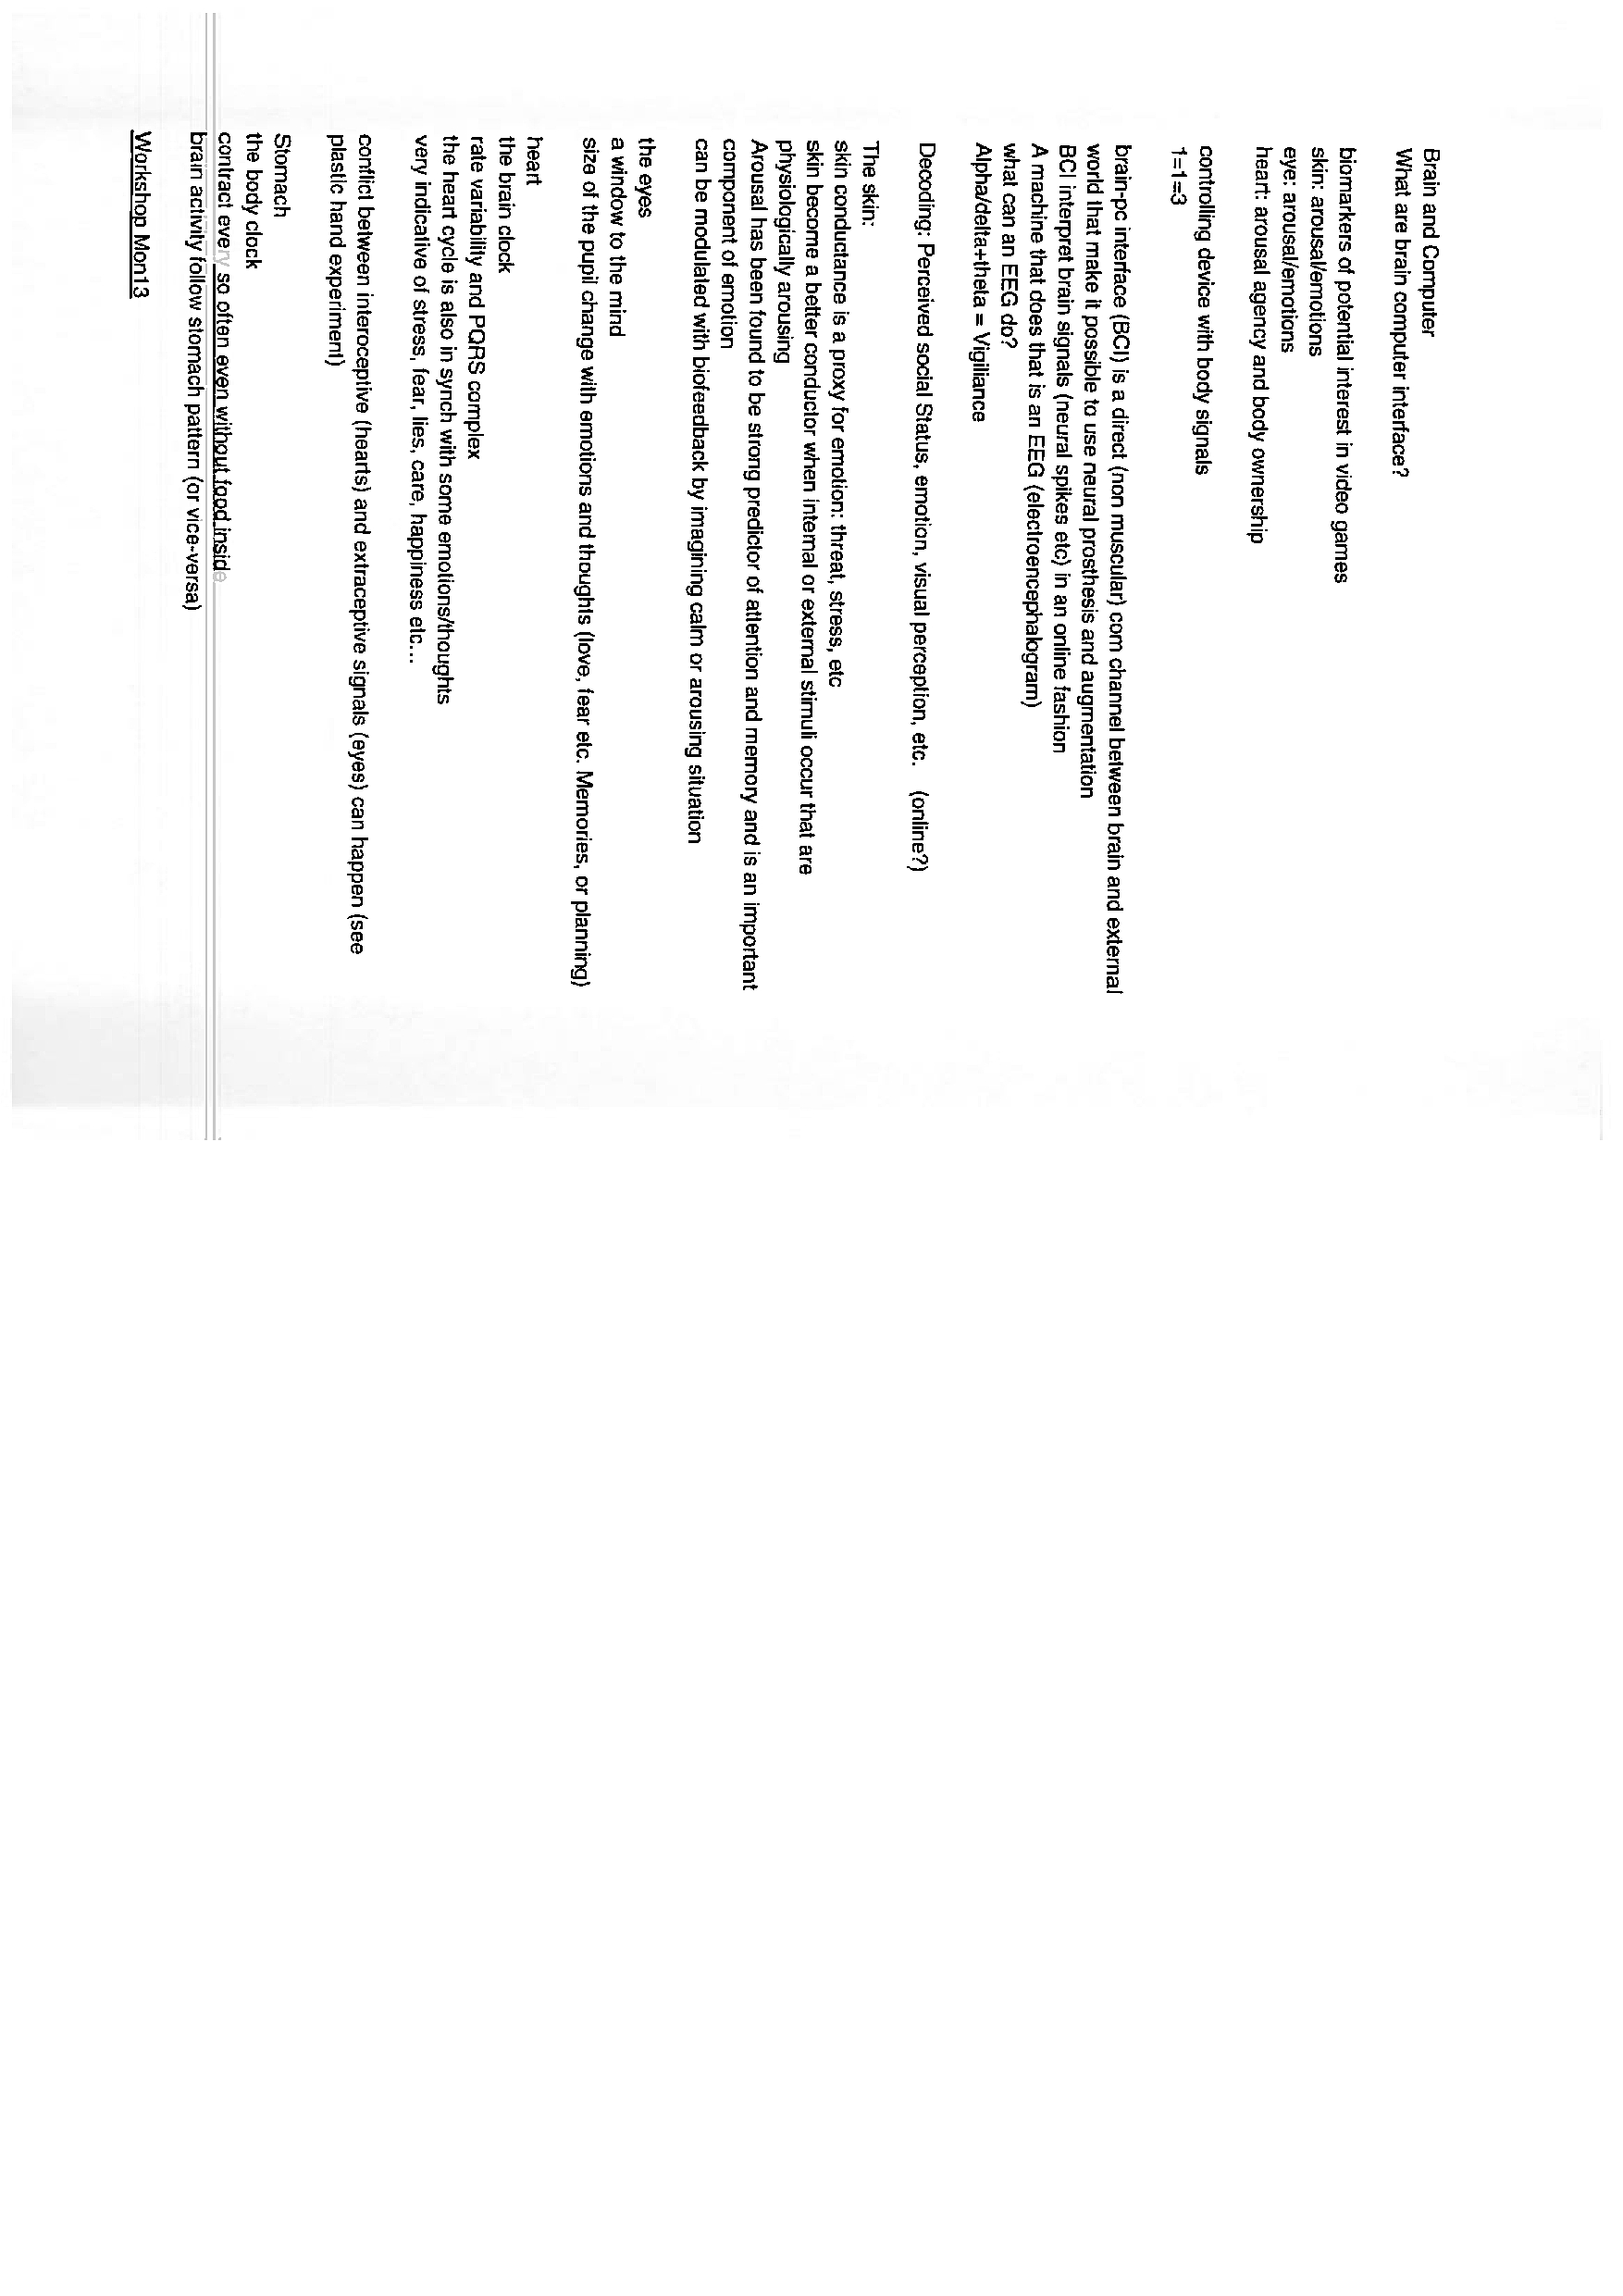 Brain and Computer
What are brain computer interface?
biomarkers of potential interest in video games
skin: arousal/emotions
eye: arousal/emotions
heart: arousal agency and body ownership
controlling device with body signals
1=1=3
brain-pc interface (BCI) is a direct (non muscular) com channel between brain and external
world that make it possible to use neural prosthesis and augmentation
BCI interpret brain signals (neural spikes etc) in an online fashion
A machine that does that is an EEG (electroencephalogram)
what can an EEG do?
Alpha/delta+theta = Vigiliance
Decoding: Perceived social Status, emotion, visual perception, etc. (online?)
The skin:
skin conductance is a proxy for emotion: threat, stress, etc
skin become a better conductor when internal or external stimuli occur that are
physiologically arousing
Arousal has been found to be strong predictor of attention and memory and is an important
component of emotion
can be modulated with biofeedback by imagining calm or arousing situation
the eyes
a window to the mind
size of the pupil change with emotions and thoughts (love, fear etc. Memories, or planning)
heart
the brain clock
rate variability and PQRS complex
the heart cycle is also in synch with some emotions/thoughts
very indicative of stress, fear, lies, care, happiness etc...
conflict between interoceptive (hearts) and extraceptive signals (eyes) can happen (see
plastic hand experiment)
Stomach
the body clock
contract every so often even without food inside
brain activity follow stomach pattern (or vice-versa)
Workshop Mon13